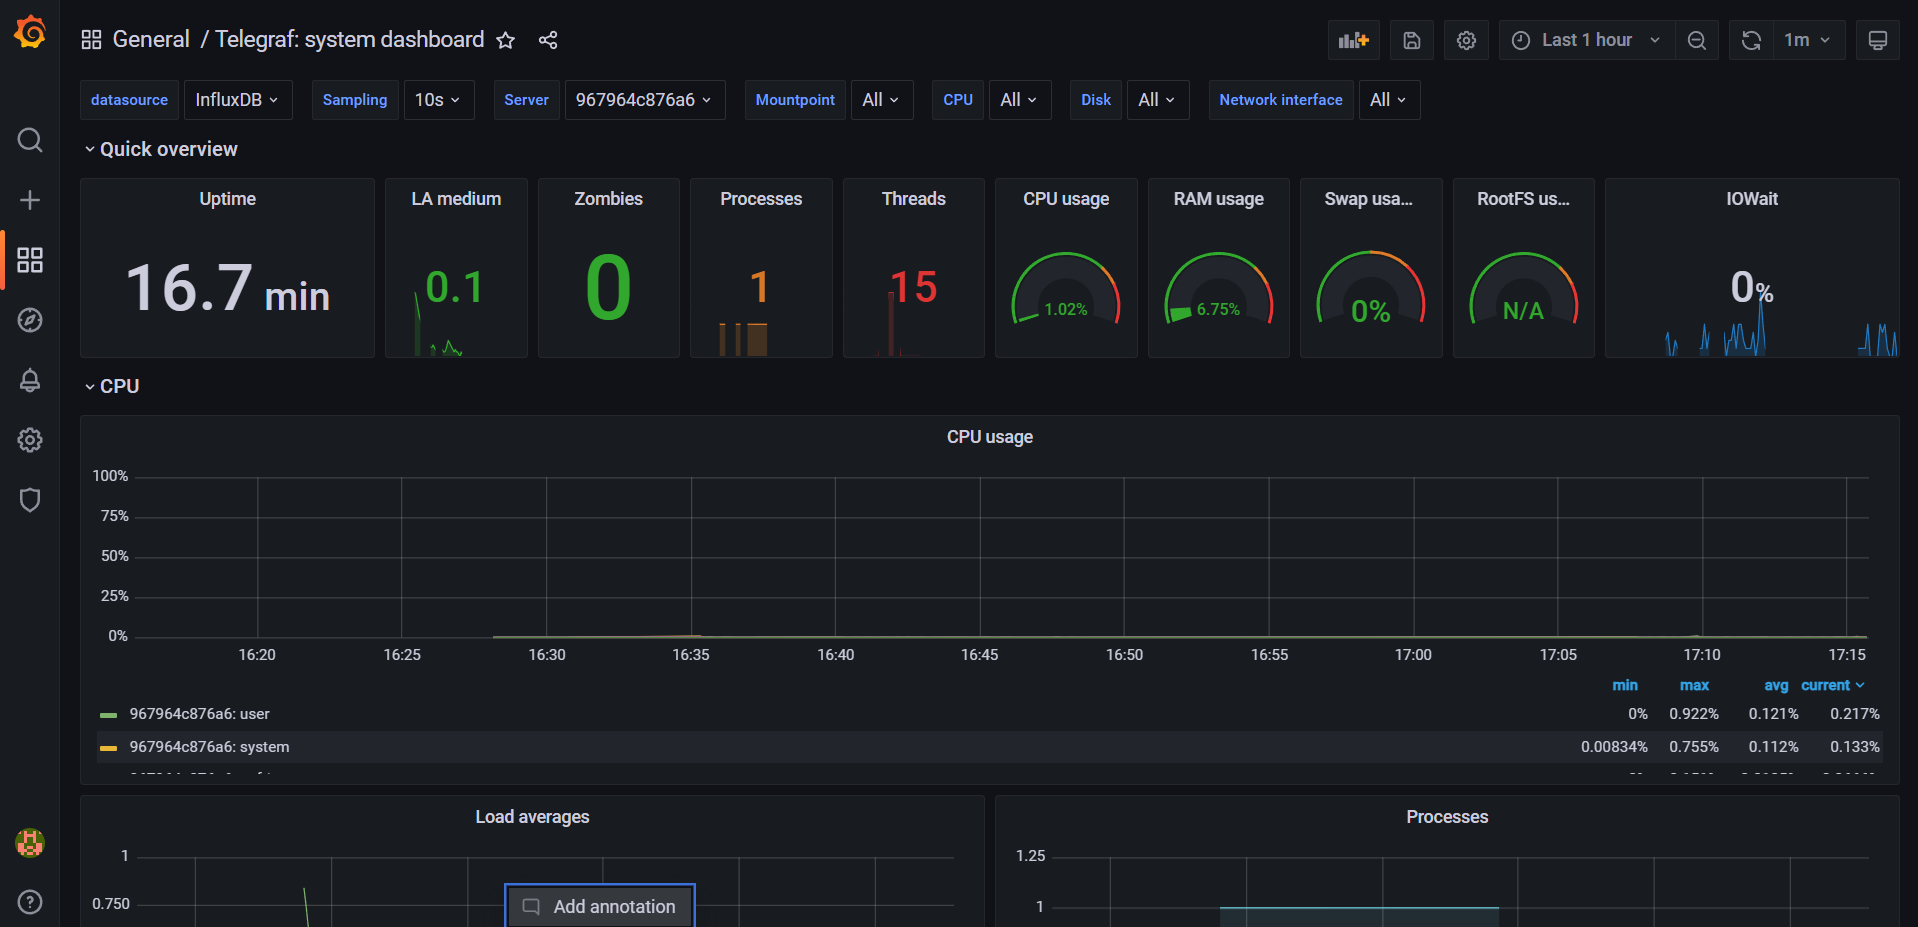 General / Telegraf: system dashboard
Last 1 hour
1m
datasource InfluxDB Sampling 10s Server 967964c876a6 Mountpoint All CPU All Disk All Network interface All
Quick overview
Uptime
16.7 min
LA medium
0.1
Zombies
0
Processes
1
Threads
15
CPU usage
1.02%
RAM usage
6.75%
Swap usa...
0%
RootFS us...
N/A
IOWait
0%
CPU
CPU usage
100%
75%
50%
25%
0%
16:20 16:25 16:30 16:35 16:40 16:45 16:50 16:55 17:00 17:05 17:10 17:15
min max avg current
967964c876a6: user 0% 0.922% 0.121% 0.217%
967964c876a6: system 0.00834% 0.755% 0.112% 0.133%
Load averages
1
0.750
Add annotation
Processes
1.25
1